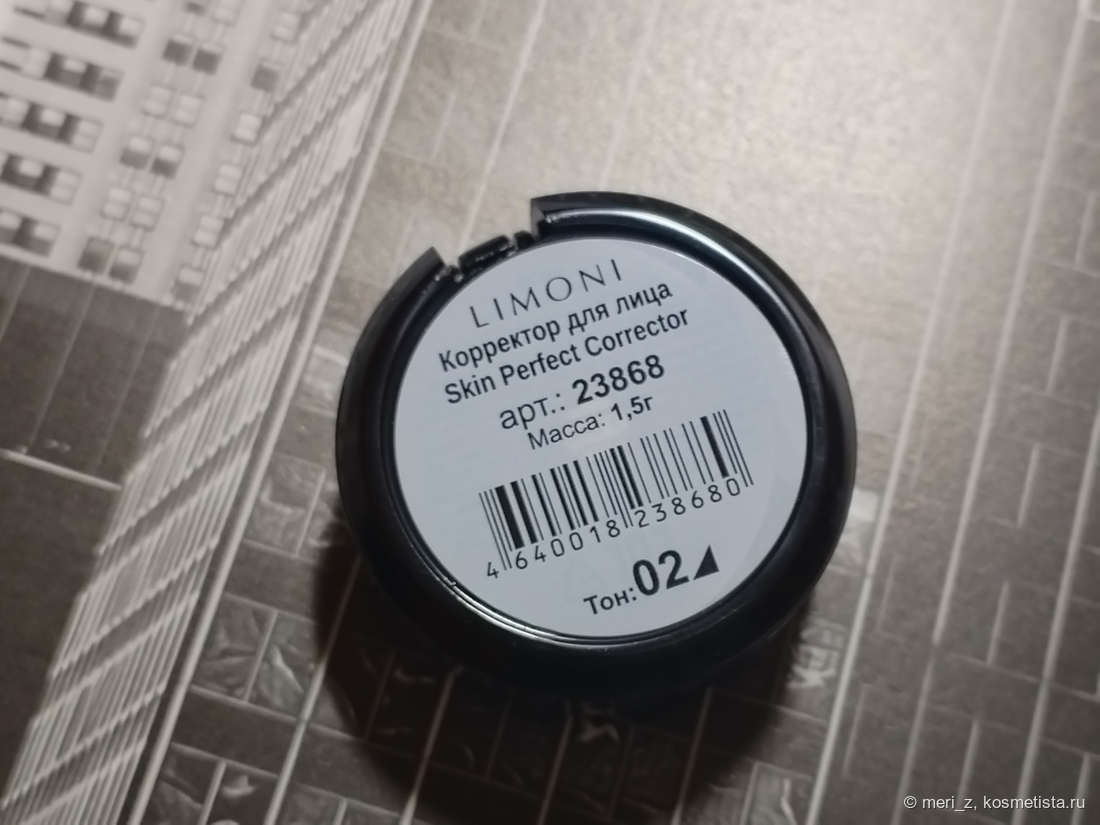 LIMONI
Корректор для лица
Skin Perfect Corrector
арт.: 23868
Масса: 1,5г
4 640018 238680
Тон:02
© meri_z, kosmetista.ru